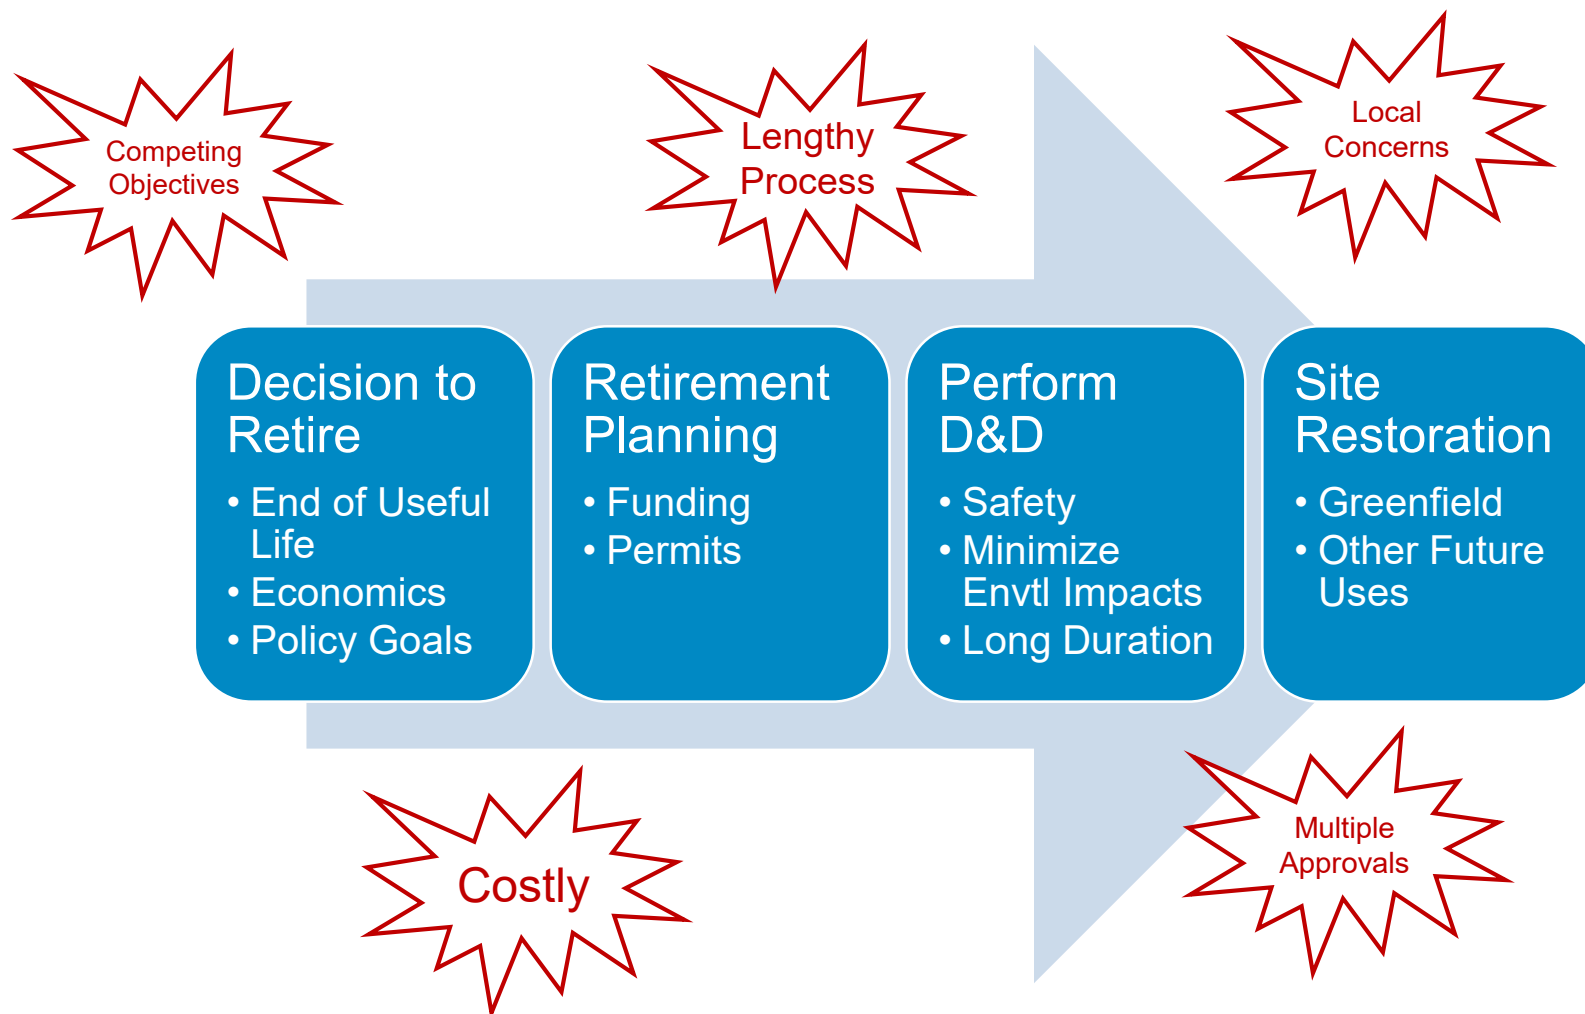 Competing
Objectives
Lengthy
Process
Local
Concerns
Decision to
Retire
• End of Useful
Life
• Economics
• Policy Goals
Retirement
Planning
• Funding
• Permits
Perform
D&D
• Safety
• Minimize
Envtl Impacts
• Long Duration
Site
Restoration
• Greenfield
• Other Future
Uses
Costly
Multiple
Approvals